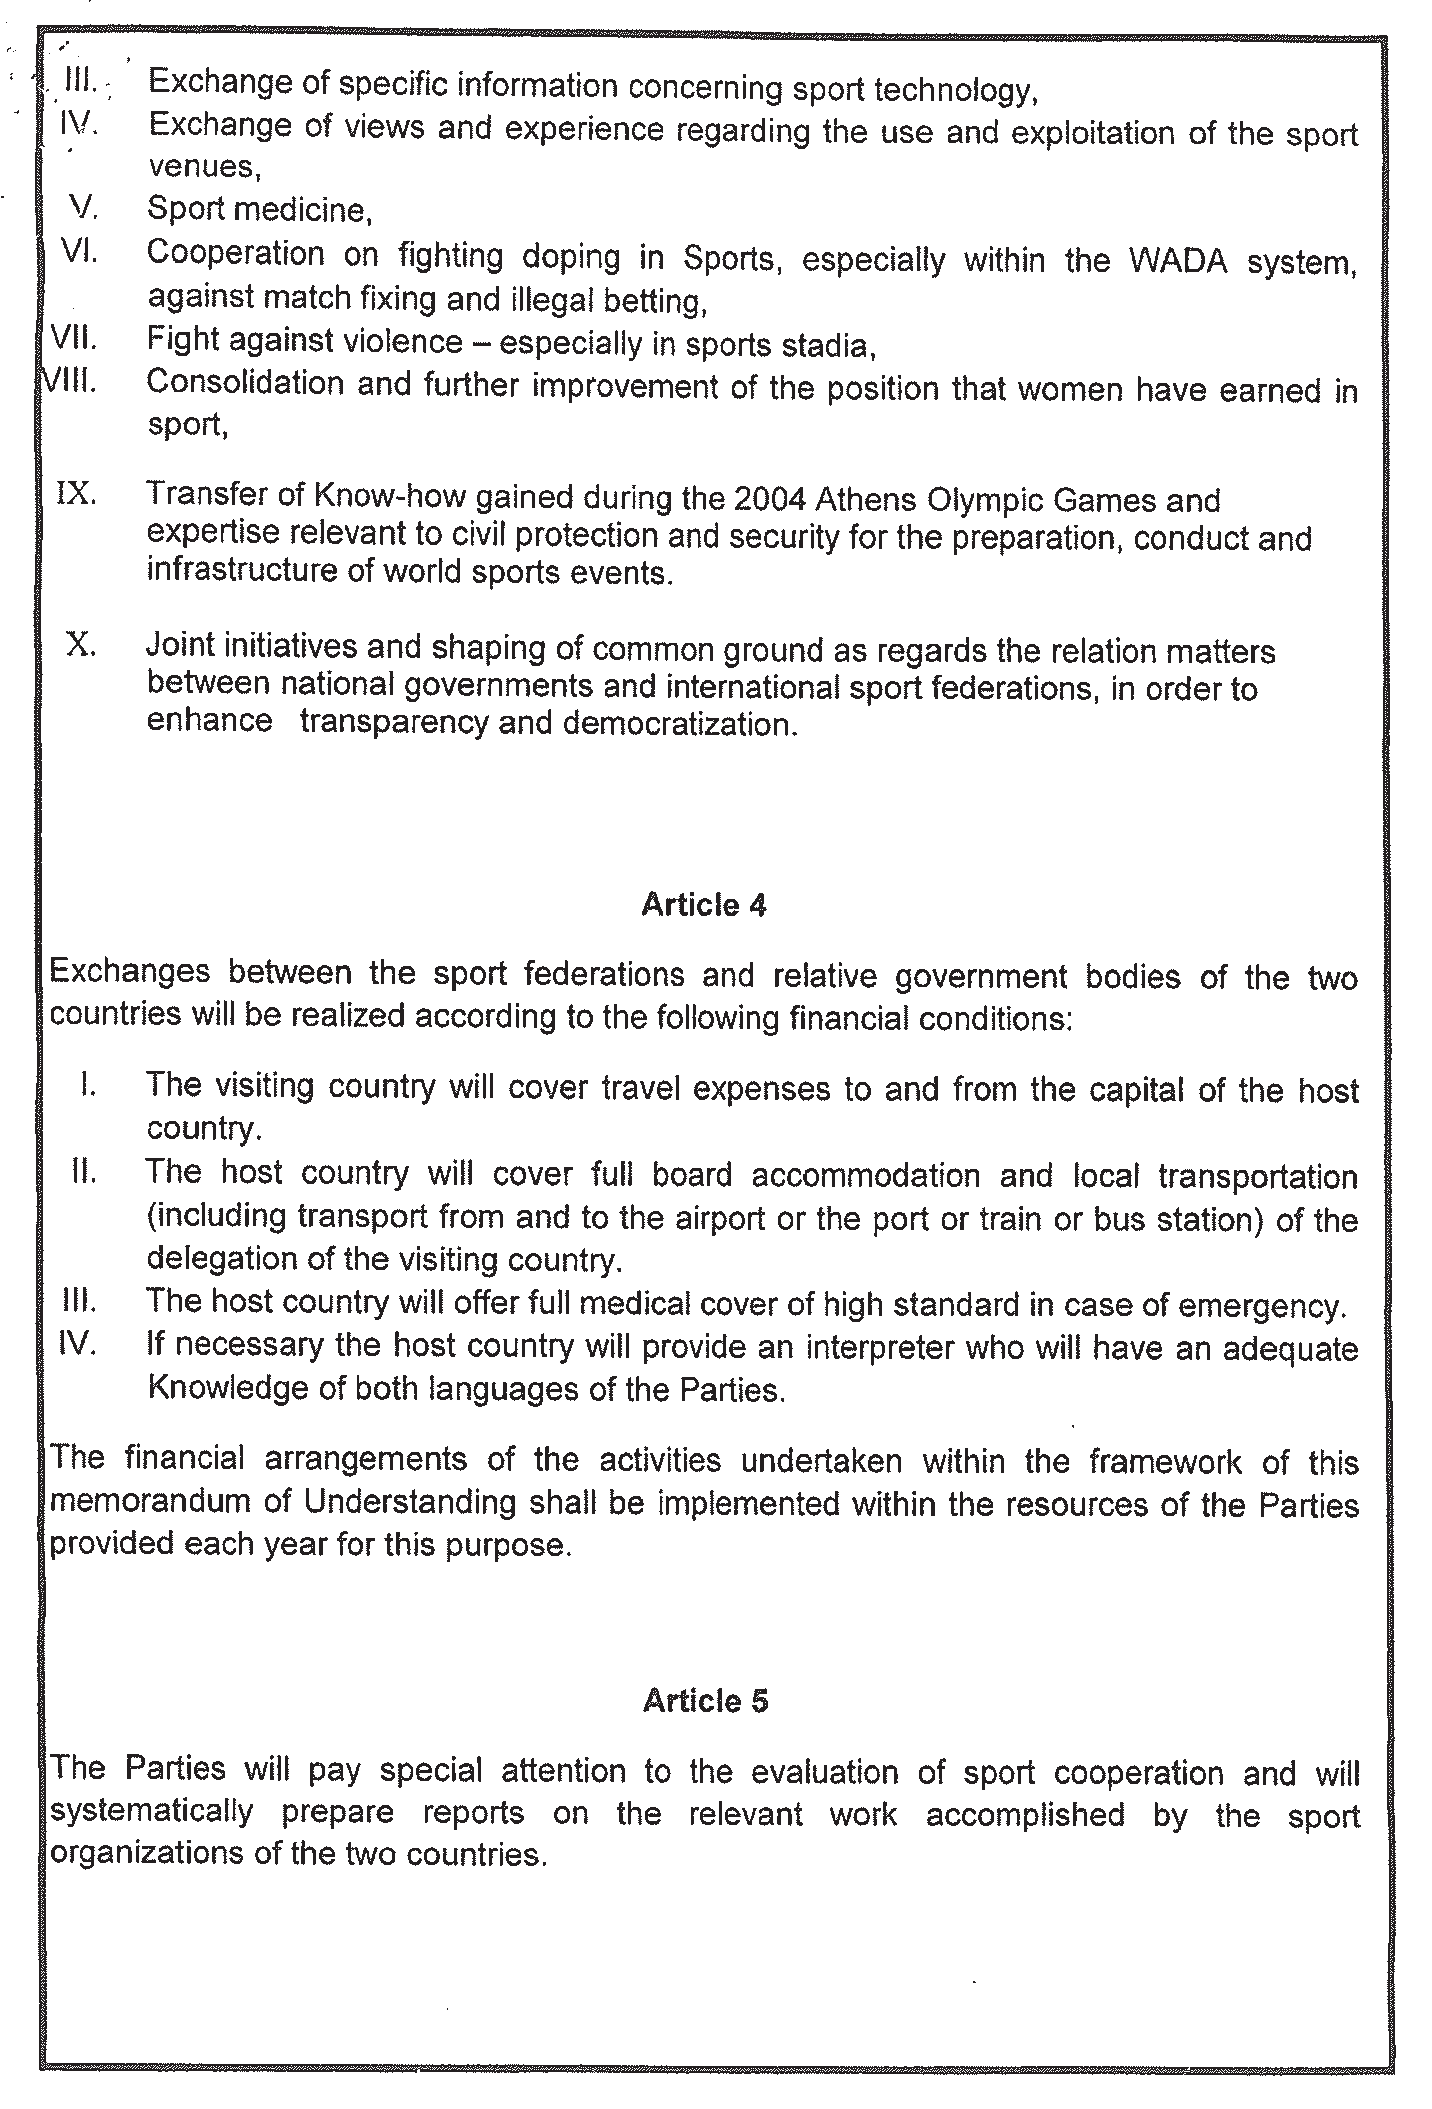 III. Exchange of specific information concerning sport technology,
IV. Exchange of views and experience regarding the use and exploitation of the sport
venues,
V. Sport medicine,
VI. Cooperation on fighting doping in Sports, especially within the WADA system,
against match fixing and illegal betting,
VII. Fight against violence – especially in sports stadia,
VIII. Consolidation and further improvement of the position that women have earned in
sport,
IX. Transfer of Know-how gained during the 2004 Athens Olympic Games and
expertise relevant to civil protection and security for the preparation, conduct and
infrastructure of world sports events.
X. Joint initiatives and shaping of common ground as regards the relation matters
between national governments and international sport federations, in order to
enhance transparency and democratization.
Article 4
Exchanges between the sport federations and relative government bodies of the two
countries will be realized according to the following financial conditions:
I. The visiting country will cover travel expenses to and from the capital of the host
country.
II. The host country will cover full board accommodation and local transportation
(including transport from and to the airport or the port or train or bus station) of the
delegation of the visiting country.
III. The host country will offer full medical cover of high standard in case of emergency.
IV. If necessary the host country will provide an interpreter who will have an adequate
Knowledge of both languages of the Parties.
The financial arrangements of the activities undertaken within the framework of this
memorandum of Understanding shall be implemented within the resources of the Parties
provided each year for this purpose.
Article 5
The Parties will pay special attention to the evaluation of sport cooperation and will
systematically prepare reports on the relevant work accomplished by the sport
organizations of the two countries.